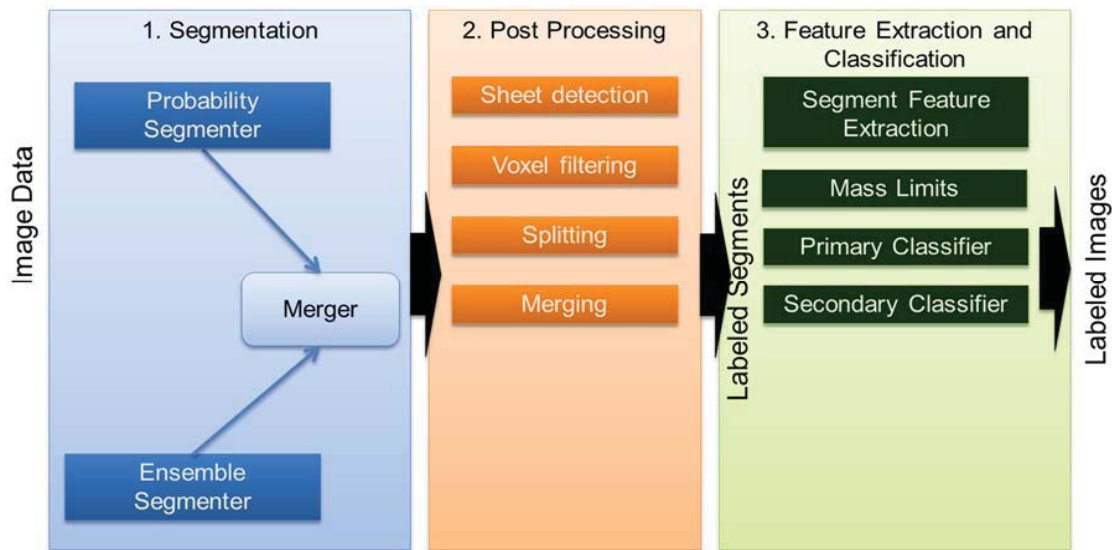 Image Data
1. Segmentation
Probability
Segmenter
Merger
Ensemble
Segmenter
2. Post Processing
Sheet detection
Voxel filtering
Splitting
Merging
Labeled Segments
3. Feature Extraction and
Classification
Segment Feature
Extraction
Mass Limits
Primary Classifier
Secondary Classifier
Labeled Images